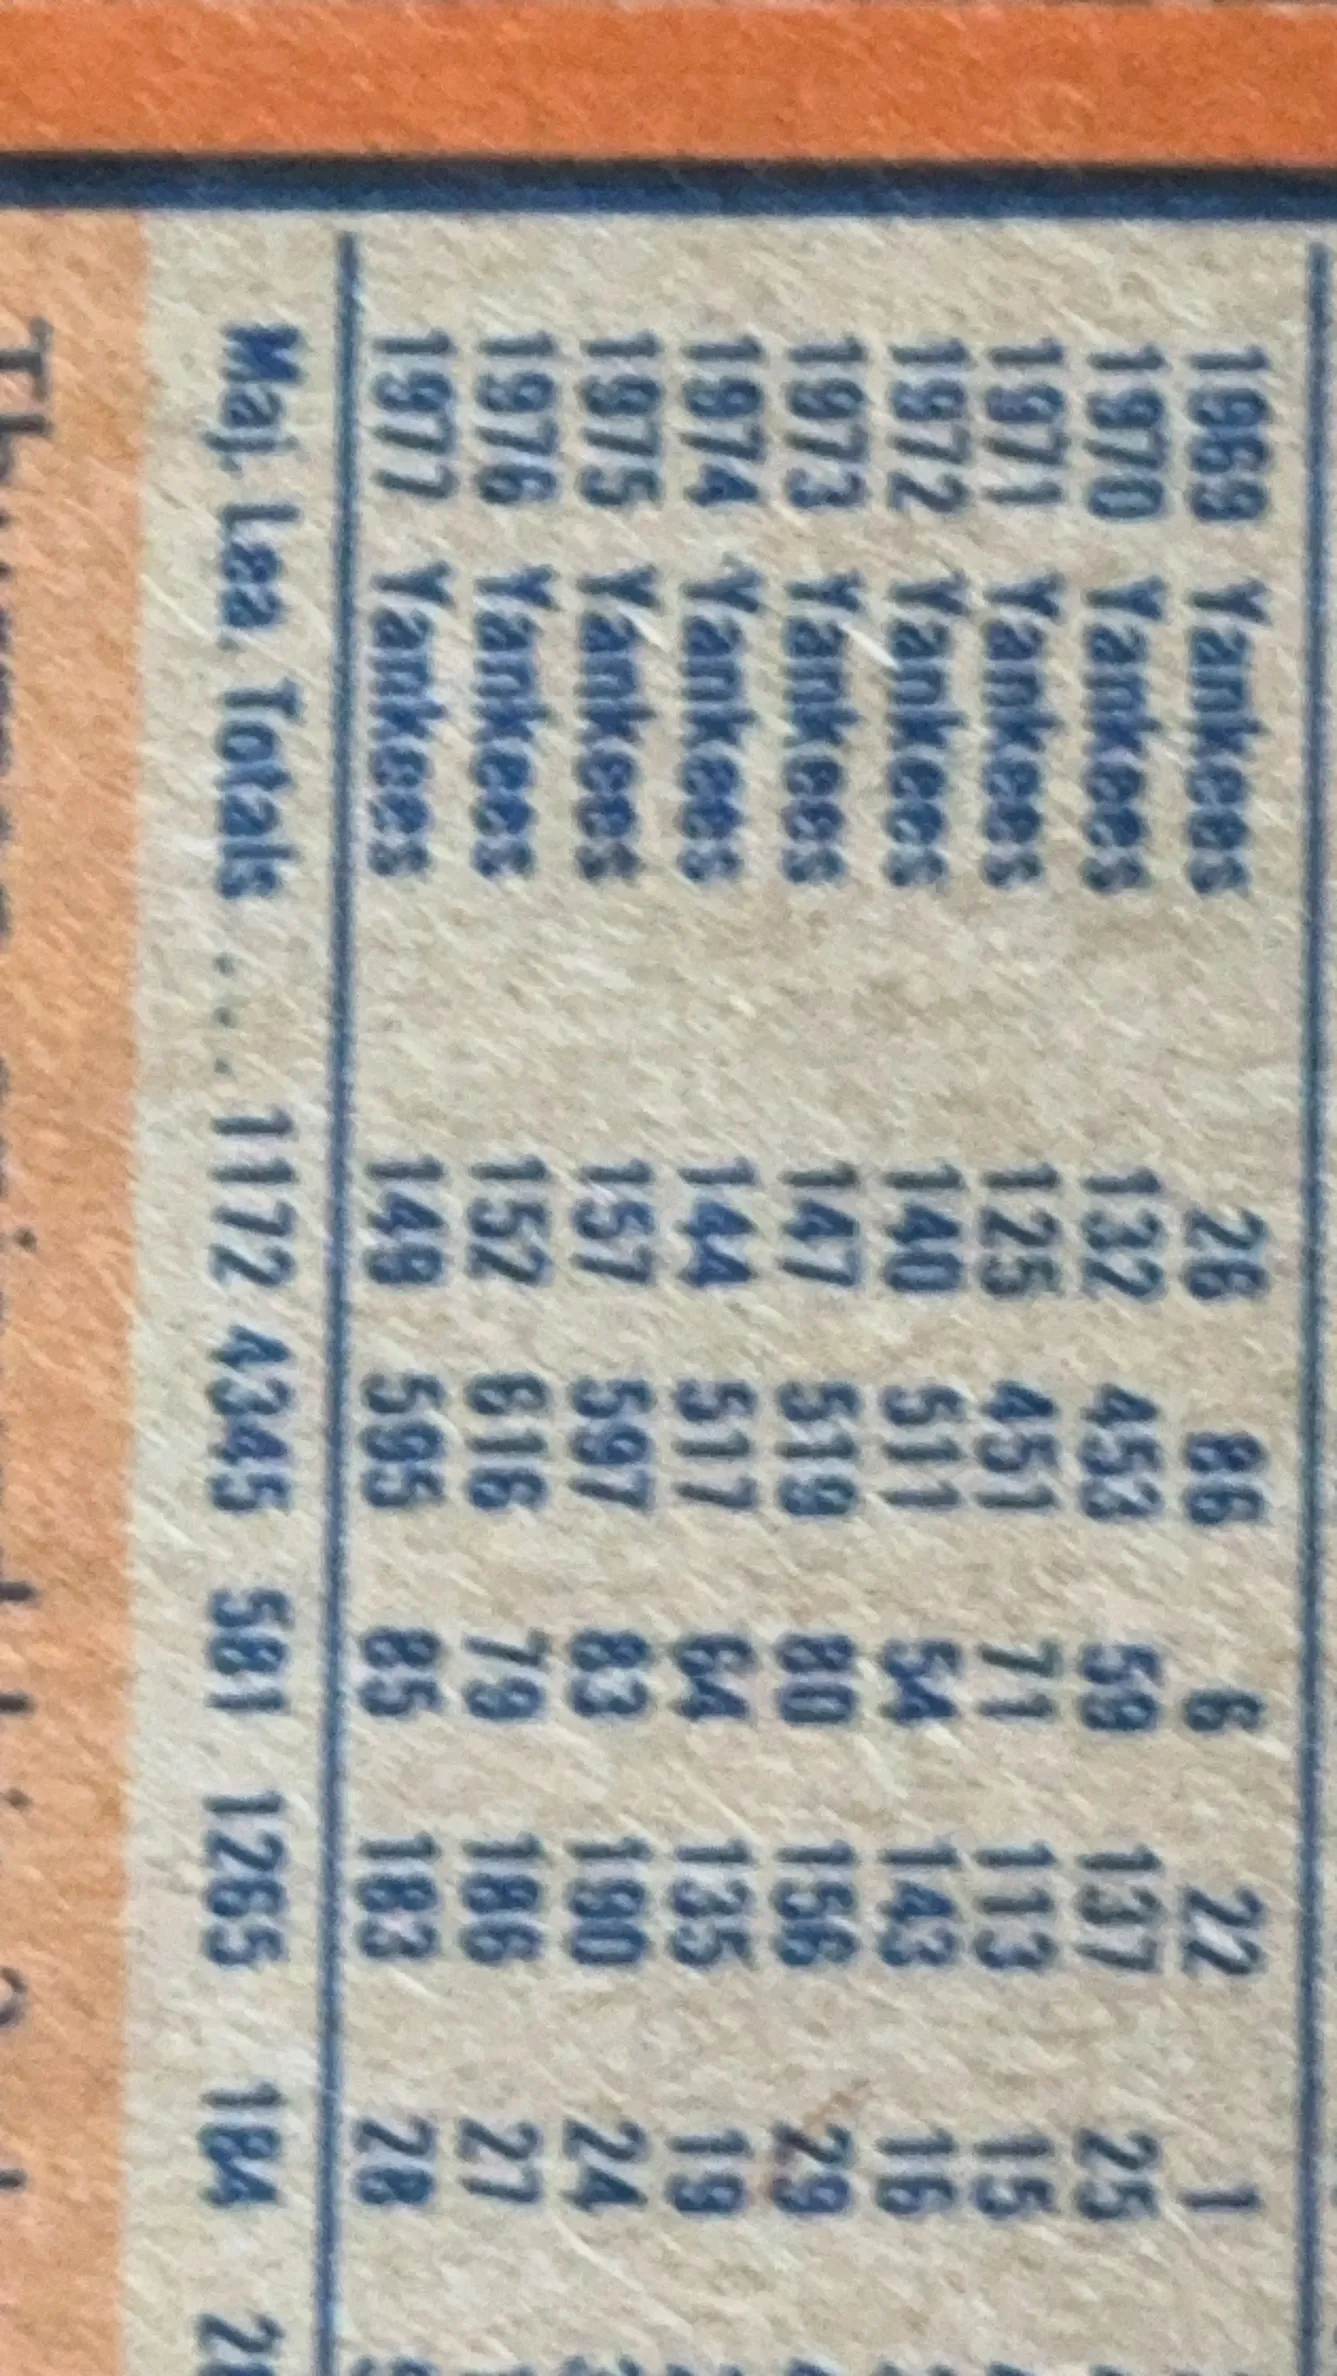 1969 Yankees 26 86 6 22 1
1970 Yankees 132 453 59 137 25
1971 Yankees 125 451 71 113 15
1972 Yankees 140 511 54 143 16
1973 Yankees 147 519 80 156 29
1974 Yankees 144 517 64 135 19
1975 Yankees 157 597 83 190 24
1976 Yankees 152 616 79 186 27
1977 Yankees 149 595 85 183 28
Maj. Lea. Totals ... 1172 4345 581 1265 184